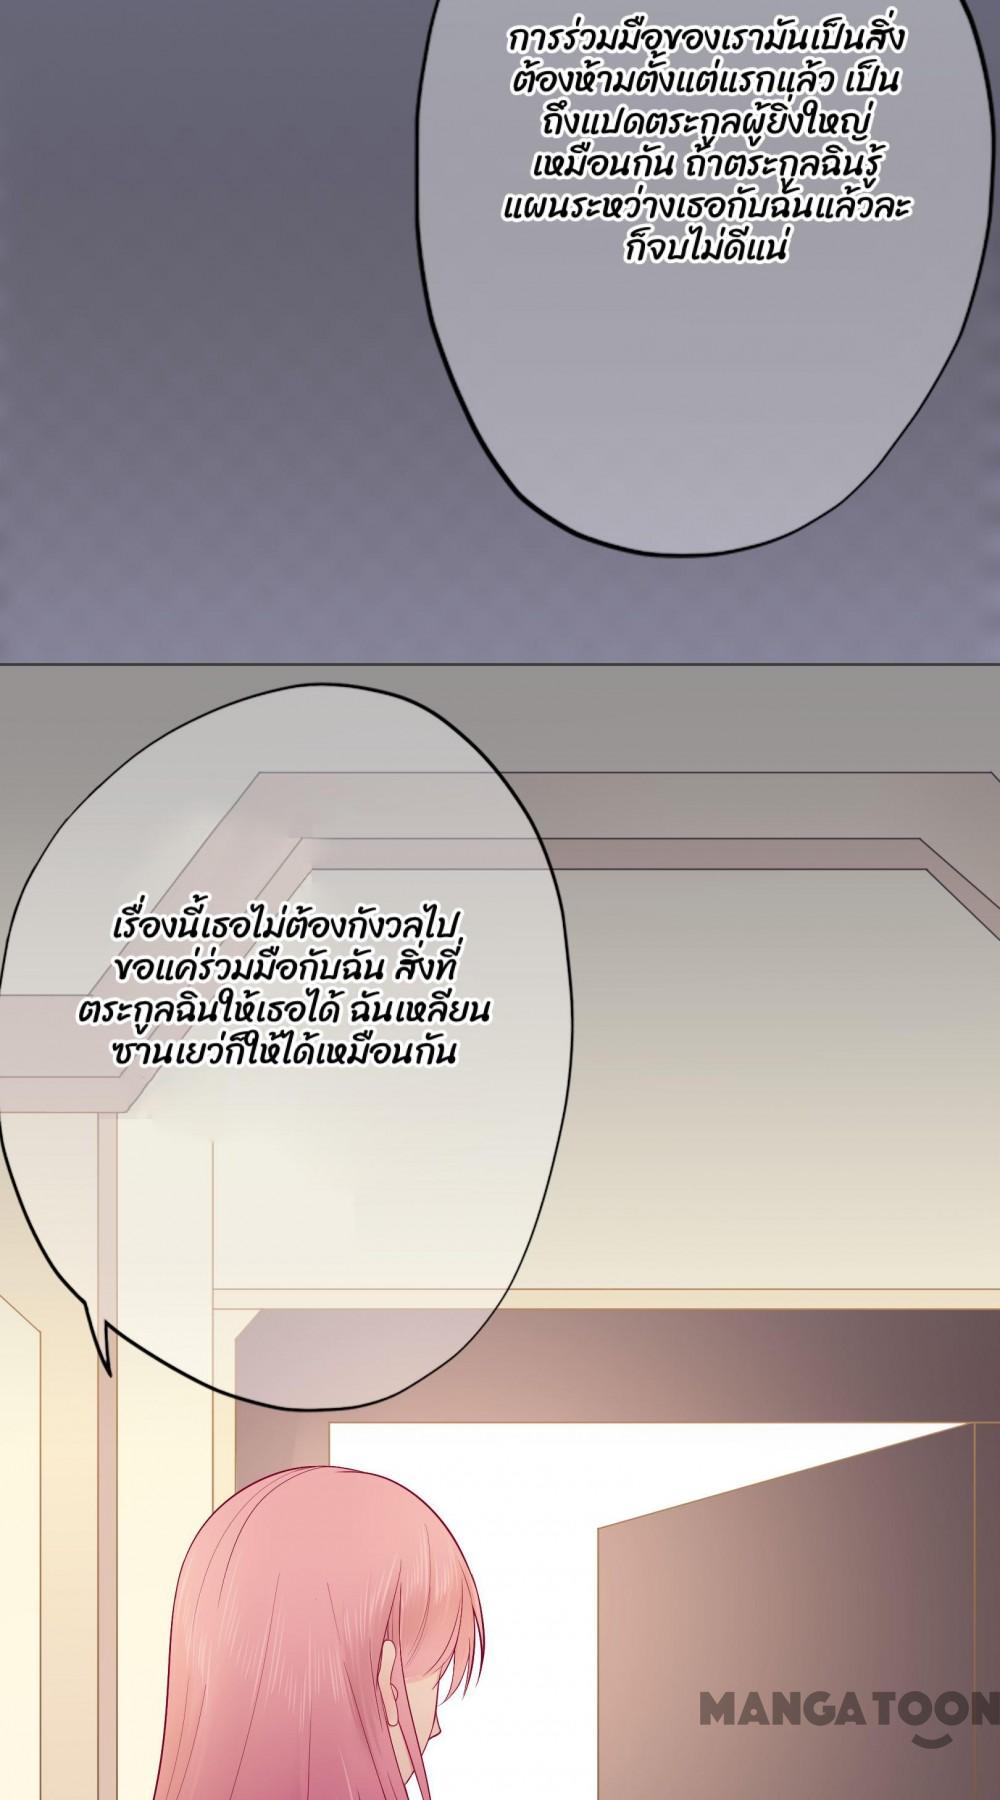 การร่วมมือของเรามันเป็นสิ่ง
ต้องห้ามตั้งแต่แรกแล้ว เป็น
ถึงแปดตระกูลผู้ยิ่งใหญ่
เหมือนกัน ถ้าตระกูลฉินรู้
แผนระหว่างเธอกับฉันแล้วละ
ก็จบไม่ดีแน่
เรื่องนี้เธอไม่ต้องกังวลไป
ขอแค่ร่วมมือกับฉัน สิ่งที่
ตระกูลฉินให้เธอได้ ฉันเหลี่ยน
ซานเยว่ก็ให้ได้เหมือนกัน
MANGATOON